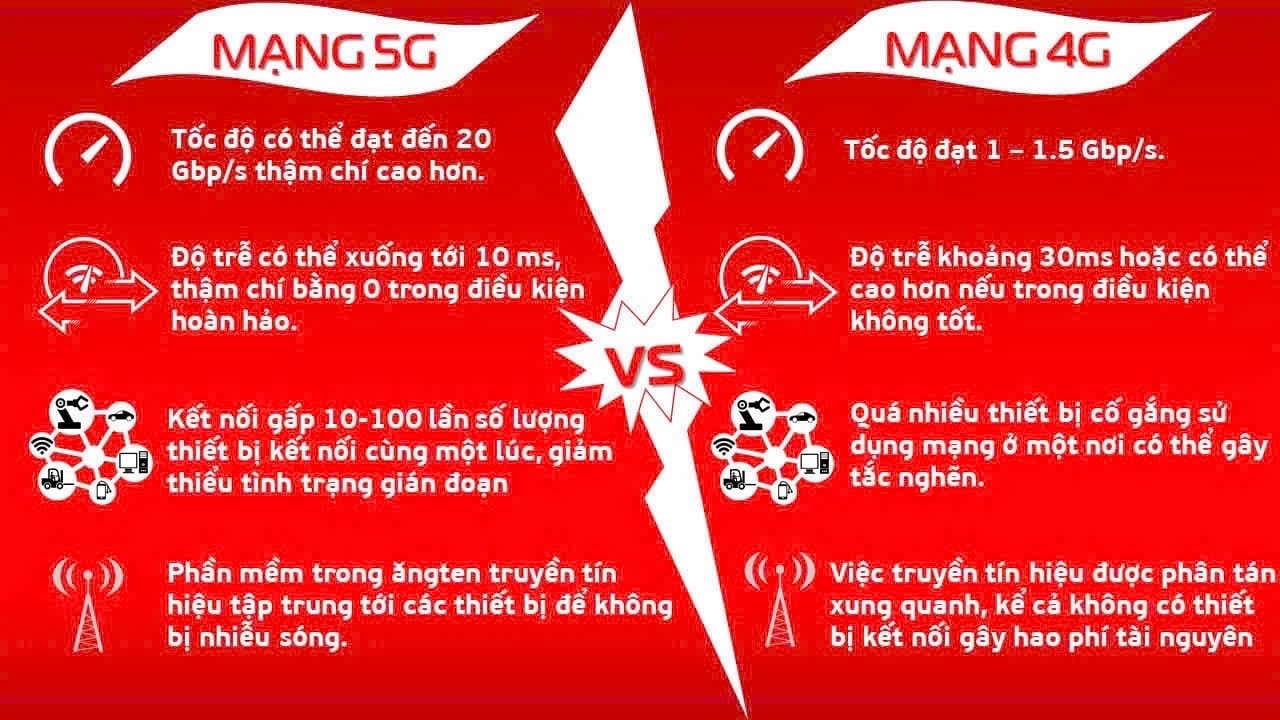 MẠNG 5G
Tốc độ có thể đạt đến 20
Gbp/s thậm chí cao hơn.
Độ trễ có thể xuống tới 10 ms,
thậm chí bằng 0 trong điều kiện
hoàn hảo.
Kết nối gấp 10-100 lần số lượng
thiết bị kết nối cùng một lúc, giảm
thiểu tình trạng gián đoạn
Phần mềm trong ăngten truyền tín
hiệu tập trung tới các thiết bị để không
bị nhiễu sóng.
VS
MẠNG 4G
Tốc độ đạt 1 – 1.5 Gbp/s.
Độ trễ khoảng 30ms hoặc có thể
cao hơn nếu trong điều kiện
không tốt.
Quá nhiều thiết bị cố gắng sử
dụng mạng ở một nơi có thể gây
tắc nghẽn.
Việc truyền tín hiệu được phân tán
xung quanh, kể cả không có thiết
bị kết nối gây hao phí tài nguyên